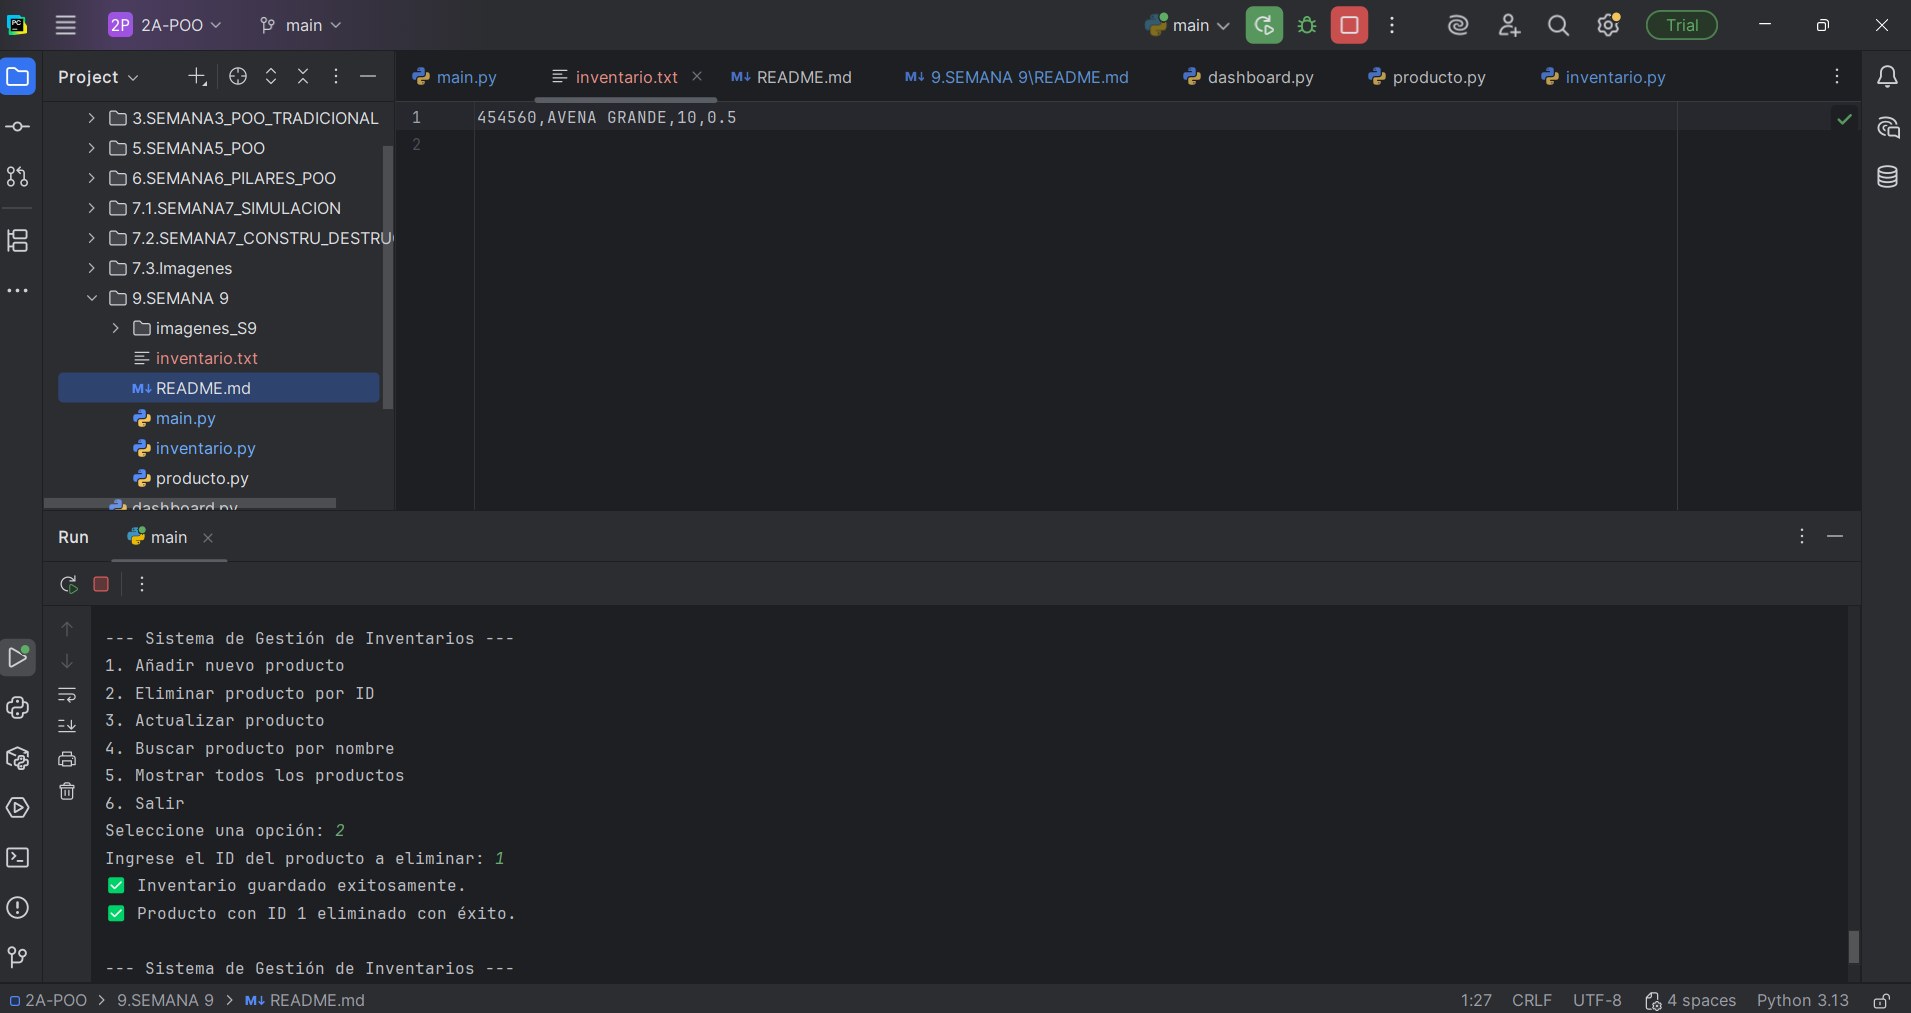 2P 2A-POO main main Trial
Project main.py inventario.txt README.md 9.SEMANA 9\README.md dashboard.py producto.py inventario.py
3.SEMANA3_POO_TRADICIONAL
5.SEMANA5_POO
6.SEMANA6_PILARES_POO
7.1.SEMANA7_SIMULACION
7.2.SEMANA7_CONSTRU_DESTRU
7.3.Imagenes
9.SEMANA 9
imagenes_S9
inventario.txt
README.md
main.py
inventario.py
producto.py
dashboard.py
1 454560,AVENA GRANDE,10,0.5
2
Run main
--- Sistema de Gestión de Inventarios ---
1. Añadir nuevo producto
2. Eliminar producto por ID
3. Actualizar producto
4. Buscar producto por nombre
5. Mostrar todos los productos
6. Salir
Seleccione una opción: 2
Ingrese el ID del producto a eliminar: 1
✅ Inventario guardado exitosamente.
✅ Producto con ID 1 eliminado con éxito.
--- Sistema de Gestión de Inventarios ---
2A-POO > 9.SEMANA 9 > README.md 1:27 CRLF UTF-8 4 spaces Python 3.13